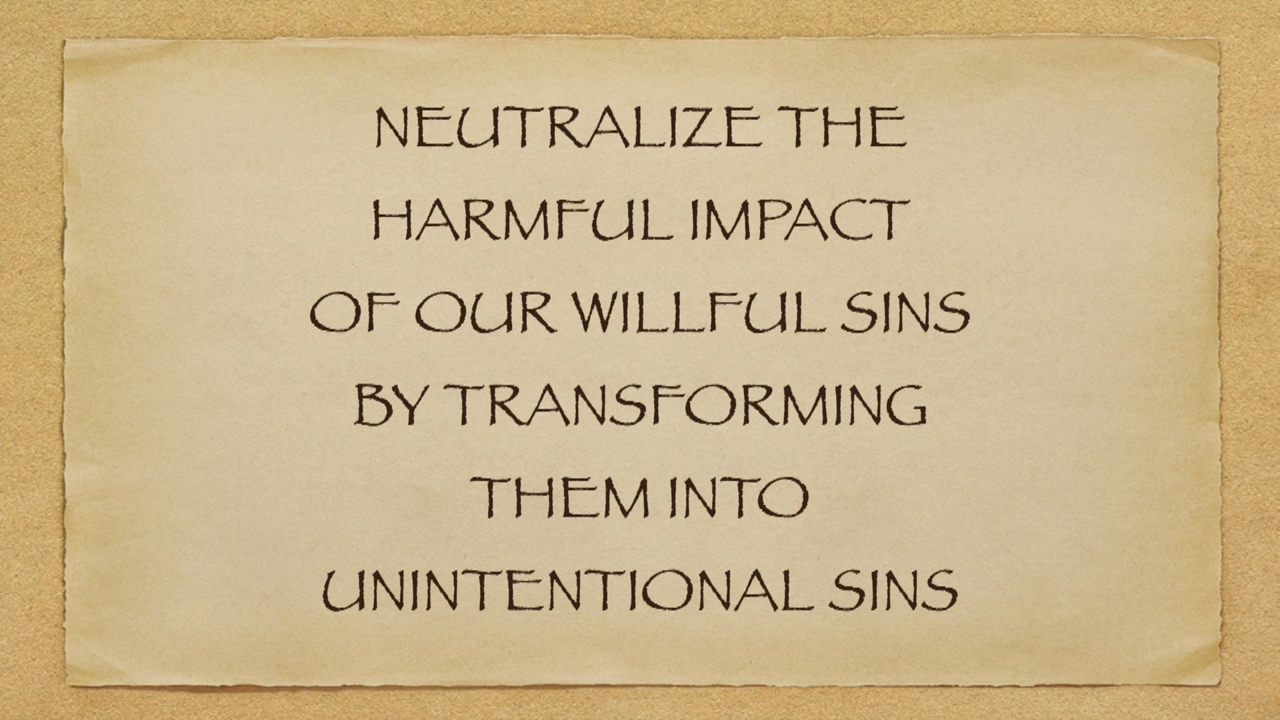 NEUTRALIZE THE
HARMFUL IMPACT
OF OUR WILLFUL SINS
BY TRANSFORMING
THEM INTO
UNINTENTIONAL SINS